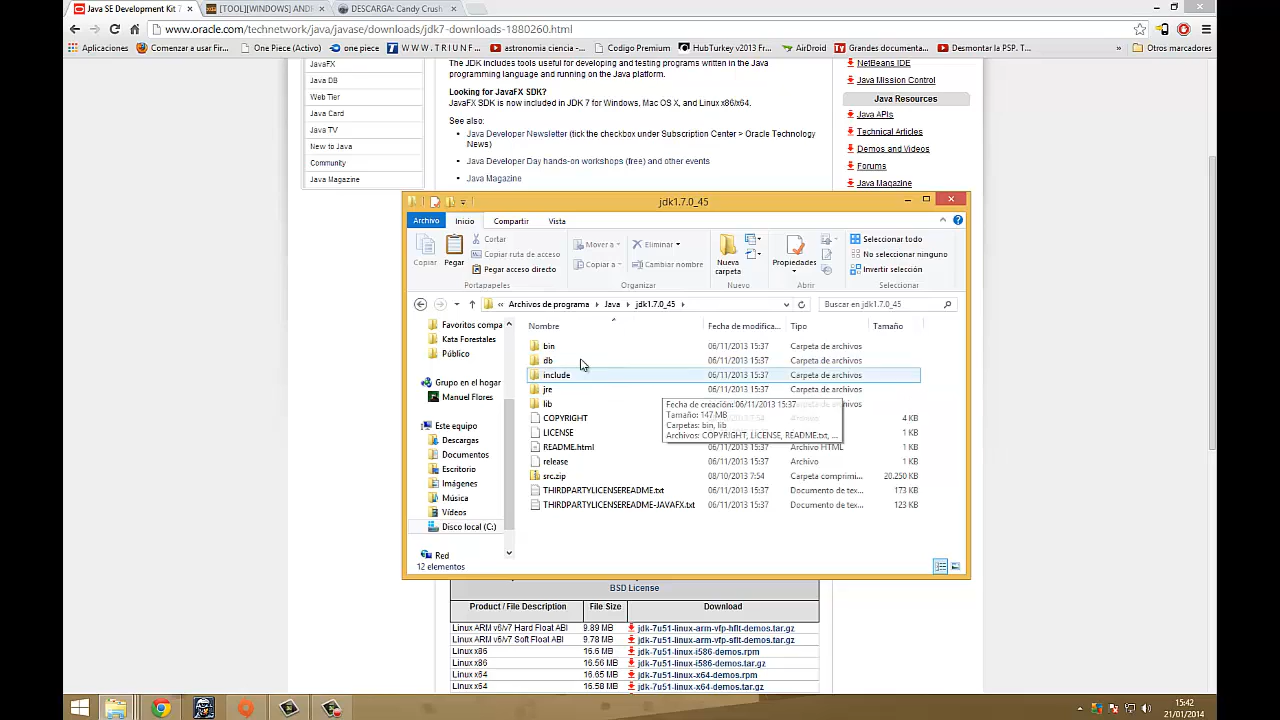 Java SE Development Kit 7
[TOOL][WINDOWS] ANDR
DESCARGA: Candy Crush
www.oracle.com/technetwork/java/javase/downloads/jdk7-downloads-1880260.html
Aplicaciones
Comenzar a usar Fir...
One Piece (Activo)
one piece
W W W . T R I U N F ...
astronomia ciencia -...
Codigo Premium
HubTurkey v2013 F...
AirDroid
Grandes documenta...
Desmontar la PSP. T...
Otros marcadores
JavaFX
Java DB
Web Tier
Java Card
Java TV
New to Java
Community
Java Magazine
The JDK includes tools useful for developing and testing programs written in the Java
programming language and running on the Java platform.
Looking for JavaFX SDK?
JavaFX SDK is now included in JDK 7 for Windows, Mac OS X, and Linux x86/x64.
See also:
Java Developer Newsletter (tick the checkbox under Subscription Center > Oracle Technology
News)
Java Developer Day hands-on workshops (free) and other events
Java Magazine
NetBeans IDE
Java Mission Control
Java Resources
Java APIs
Technical Articles
Demos and Videos
Forums
Java Magazine
jdk1.7.0_45
Archivo
Inicio
Compartir
Vista
Copiar
Pegar
Cortar
Copiar ruta de acceso
Pegar acceso directo
Portapapeles
Mover a
Copiar a
Eliminar
Cambiar nombre
Organizar
Nueva
carpeta
Nuevo
Propiedades
Abrir
Seleccionar todo
No seleccionar ninguno
Invertir selección
Seleccionar
« Archivos de programa
Java
jdk1.7.0_45
Buscar en jdk1.7.0_45
Favoritos compa
Kata Forestales
Público
Grupo en el hogar
Manuel Flores
Este equipo
Descargas
Documentos
Escritorio
Imágenes
Música
Vídeos
Disco local (C:)
Red
Nombre Fecha de modifica... Tipo Tamaño
bin 06/11/2013 15:37 Carpeta de archivos
db 06/11/2013 15:37 Carpeta de archivos
include 06/11/2013 15:37 Carpeta de archivos
jre 06/11/2013 15:37 Carpeta de archivos
lib de archivos
COPYRIGHT 4 KB
LICENSE 1 KB
README.html 06/11/2013 15:37 Archivo HTML 1 KB
release 06/11/2013 15:37 Archivo 1 KB
src.zip 08/10/2013 7:54 Carpeta comprimi... 20.250 KB
THIRDPARTYLICENSEREADME.txt 06/11/2013 15:37 Documento de tex... 173 KB
THIRDPARTYLICENSEREADME-JAVAFX.txt 06/11/2013 15:37 Documento de tex... 123 KB
Fecha de creación: 06/11/2013 15:37
Tamaño: 147 MB
Carpetas: bin, lib
Archivos: COPYRIGHT, LICENSE, README.txt, ...
12 elementos
BSD License
Product / File Description File Size Download
Linux ARM v6/v7 Hard Float ABI 9.89 MB jdk-7u51-linux-arm-vfp-hflt-demos.tar.gz
Linux ARM v6/v7 Soft Float ABI 9.78 MB jdk-7u51-linux-arm-vfp-sflt-demos.tar.gz
Linux x86 16.6 MB jdk-7u51-linux-i586-demos.rpm
Linux x86 16.56 MB jdk-7u51-linux-i586-demos.tar.gz
Linux x64 16.65 MB jdk-7u51-linux-x64-demos.rpm
Linux x64 16.58 MB jdk-7u51-linux-x64-demos.tar.gz
15:42
21/01/2014